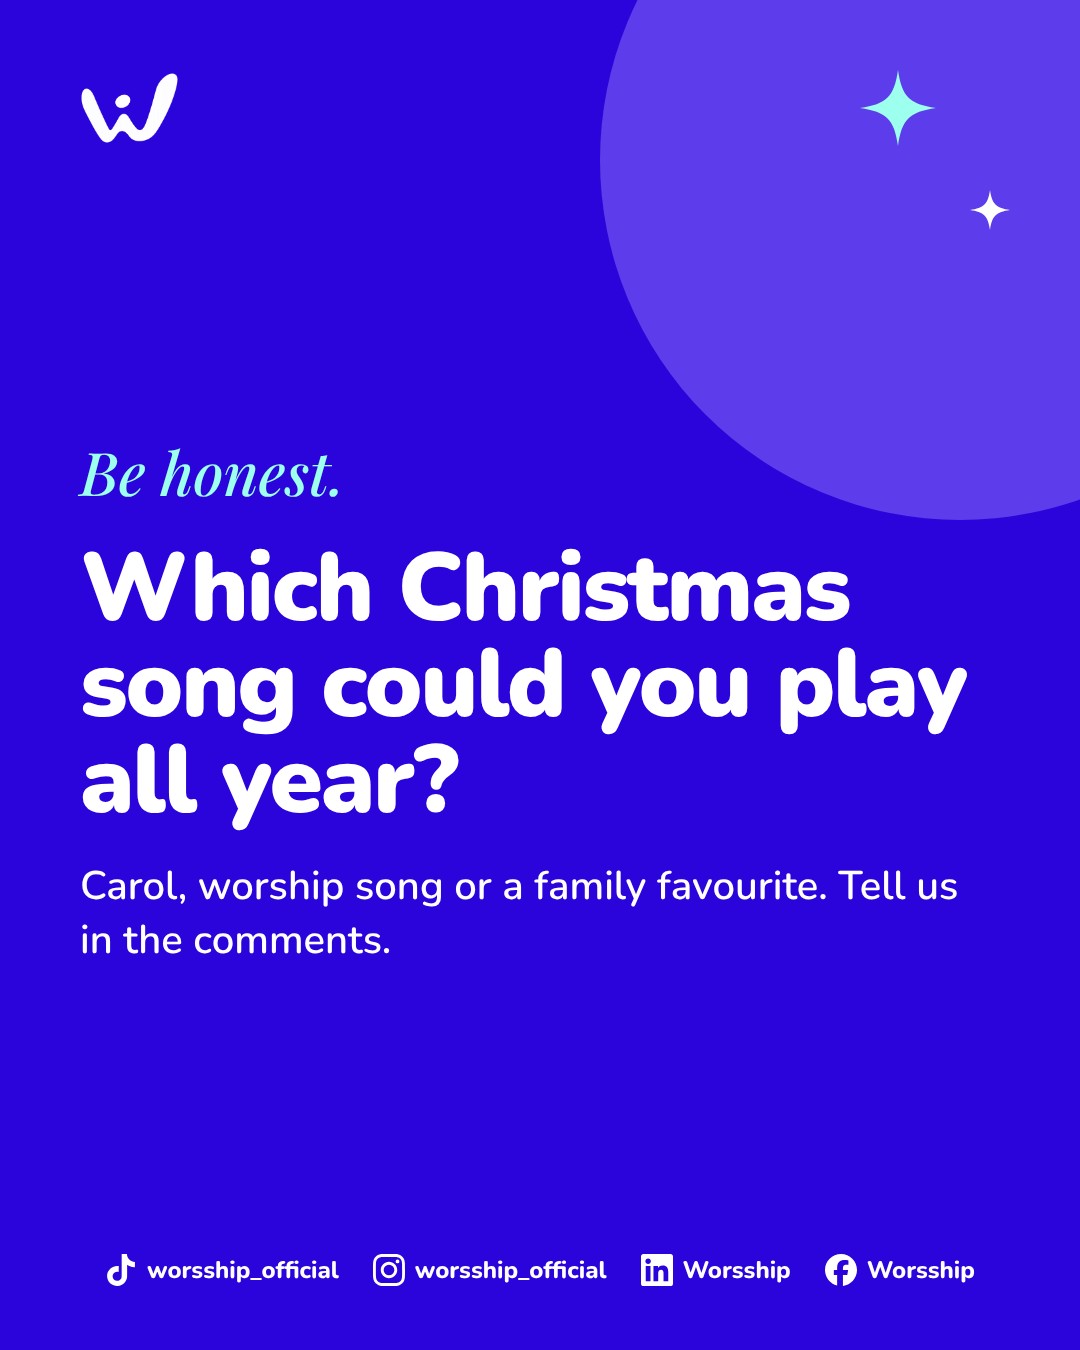 Be honest.
Which Christmas
song could you play
all year?
Carol, worship song or a family favourite. Tell us
in the comments.
worsship_official worsship_official Worsship Worsship